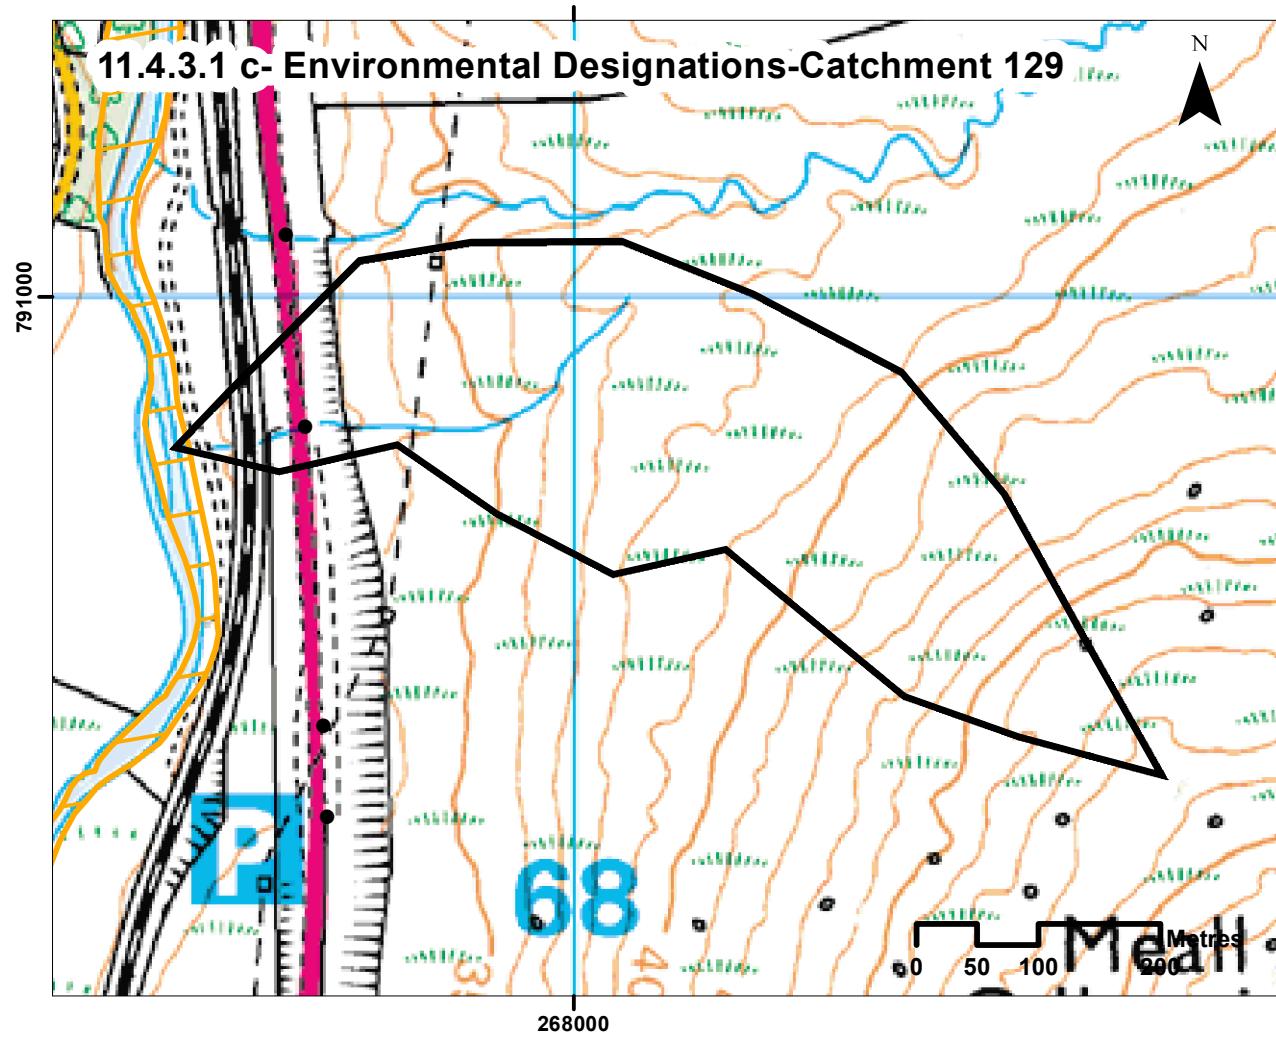 11.4.3.1 c- Environmental Designations-Catchment 129
N
791000
P
68
Meall
Metres
0 50 100 200
268000